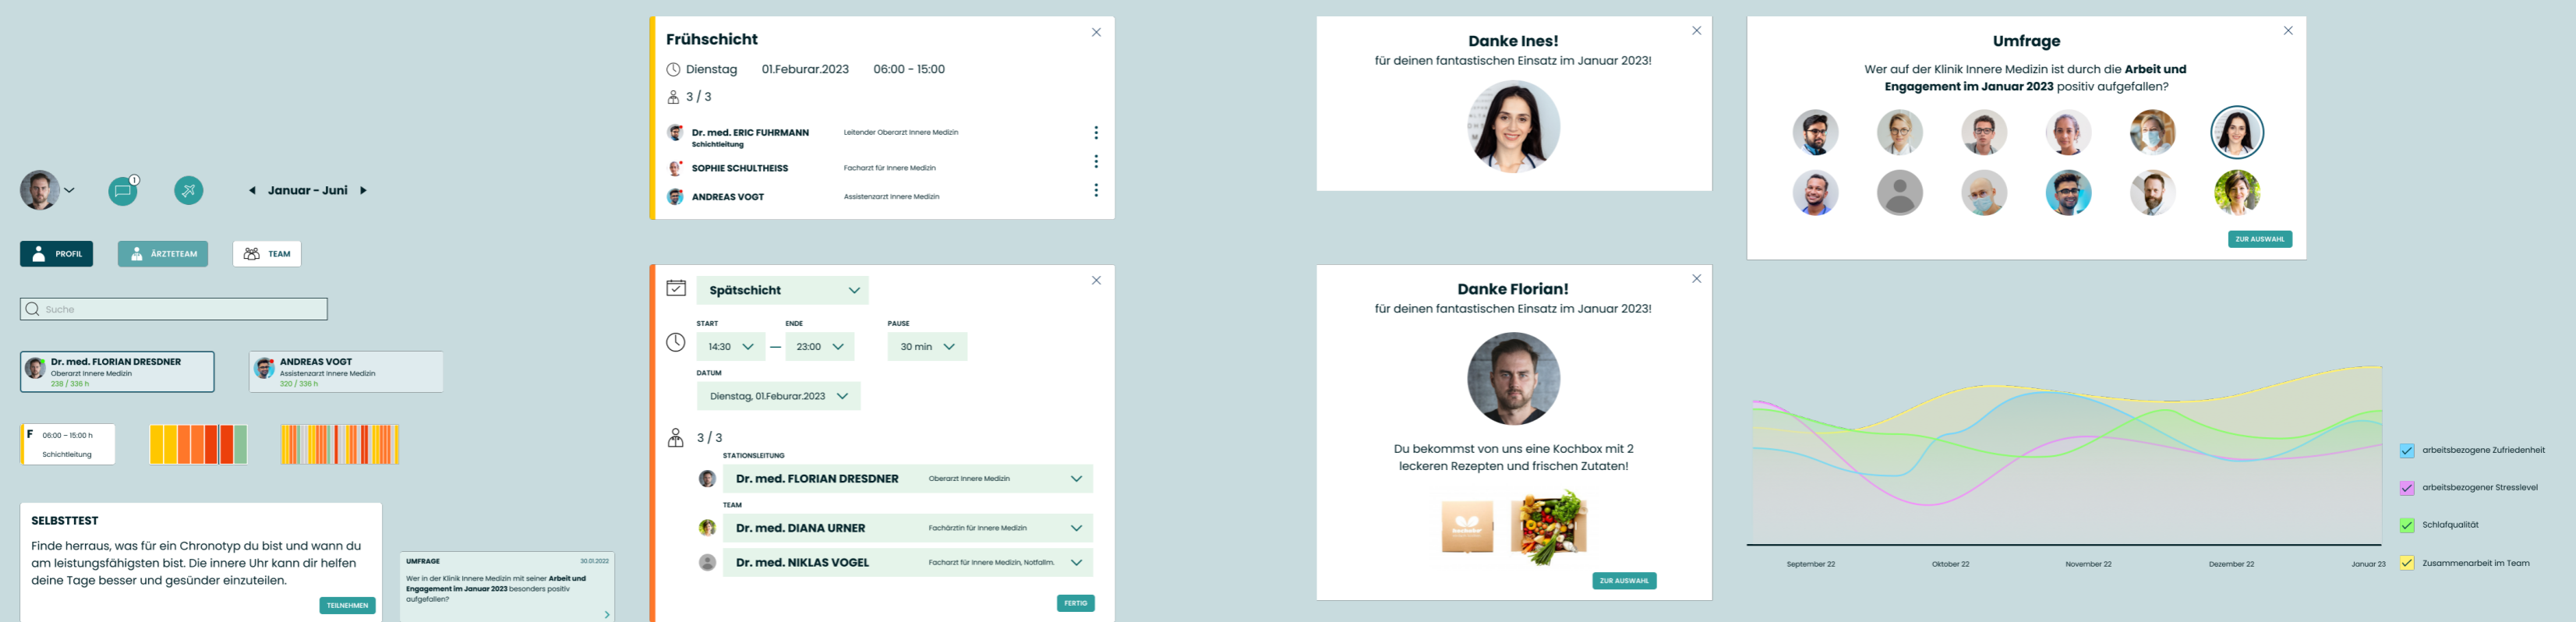 1
Januar - Juni
PROFIL
ÄRZTETEAM
TEAM
Suche
Dr. med. FLORIAN DRESDNER
Oberarzt Innere Medizin
238 / 336 h
ANDREAS VOGT
Assistenzarzt Innere Medizin
320 / 336 h
F
06:00 – 15:00 h
Schichtleitung
SELBSTTEST
Finde herraus, was für ein Chronotyp du bist und wann du
am leistungsfähigsten bist. Die innere Uhr kann dir helfen
deine Tage besser und gesünder einzuteilen.
TEILNEHMEN
UMFRAGE
30.01.2022
Wer in der Klinik Innere Medizin mit seiner Arbeit und
Engagement im Januar 2023 besonders positiv
aufgefallen?
Frühschicht
Dienstag 01.Feburar.2023 06:00 - 15:00
3 / 3
Dr. med. ERIC FUHRMANN
Leitender Oberarzt Innere Medizin
Schichtleitung
SOPHIE SCHULTHEISS
Facharzt für Innere Medizin
ANDREAS VOGT
Assistenzarzt Innere Medizin
Spätschicht
START
ENDE
PAUSE
14:30
23:00
30 min
DATUM
Dienstag, 01.Feburar.2023
3 / 3
STATIONSLEITUNG
Dr. med. FLORIAN DRESDNER
Oberarzt Innere Medizin
TEAM
Dr. med. DIANA URNER
Fachärztin für Innere Medizin
Dr. med. NIKLAS VOGEL
Facharzt für Innere Medizin, Notfallm.
FERTIG
Danke Ines!
für deinen fantastischen Einsatz im Januar 2023!
Danke Florian!
für deinen fantastischen Einsatz im Januar 2023!
Du bekommst von uns eine Kochbox mit 2
leckeren Rezepten und frischen Zutaten!
ZUR AUSWAHL
Umfrage
Wer auf der Klinik Innere Medizin ist durch die Arbeit und
Engagement im Januar 2023 positiv aufgefallen?
ZUR AUSWAHL
arbeitsbezogene Zufriedenheit
arbeitsbezogener Stresslevel
Schlafqualität
Zusammenarbeit im Team
September 22
Oktober 22
November 22
Dezember 22
Januar 23